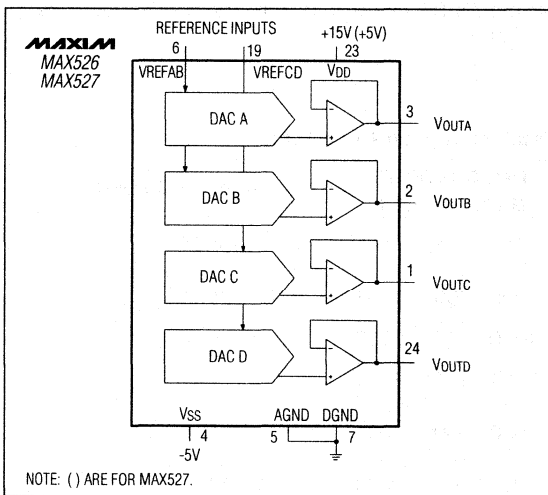 MAXIM
MAX526
MAX527
REFERENCE INPUTS
+15V (+5V)
6 19 23
VREFAB VREFCD VDD
DAC A
- +
3 VOUTA
DAC B
- +
2 VOUTB
DAC C
- +
1 VOUTC
DAC D
- +
24 VOUTD
VSS AGND DGND
4 5 7
-5V
NOTE: ( ) ARE FOR MAX527.